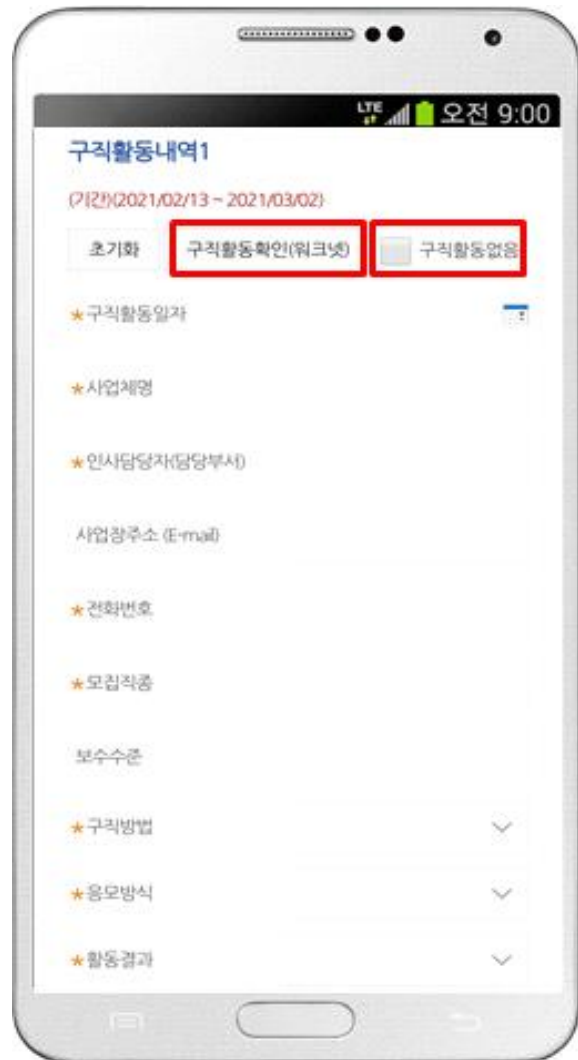 LTE 오전 9:00
구직활동내역1
(기간)(2021/02/13 ~ 2021/03/02)
초기화 구직활동확인(워크넷) 구직활동없음
★구직활동일자
★사업체명
★인사담당자(담당부서)
사업장주소 (E-mail)
★전화번호
★모집직종
보수수준
★구직방법
★응모방식
★활동결과